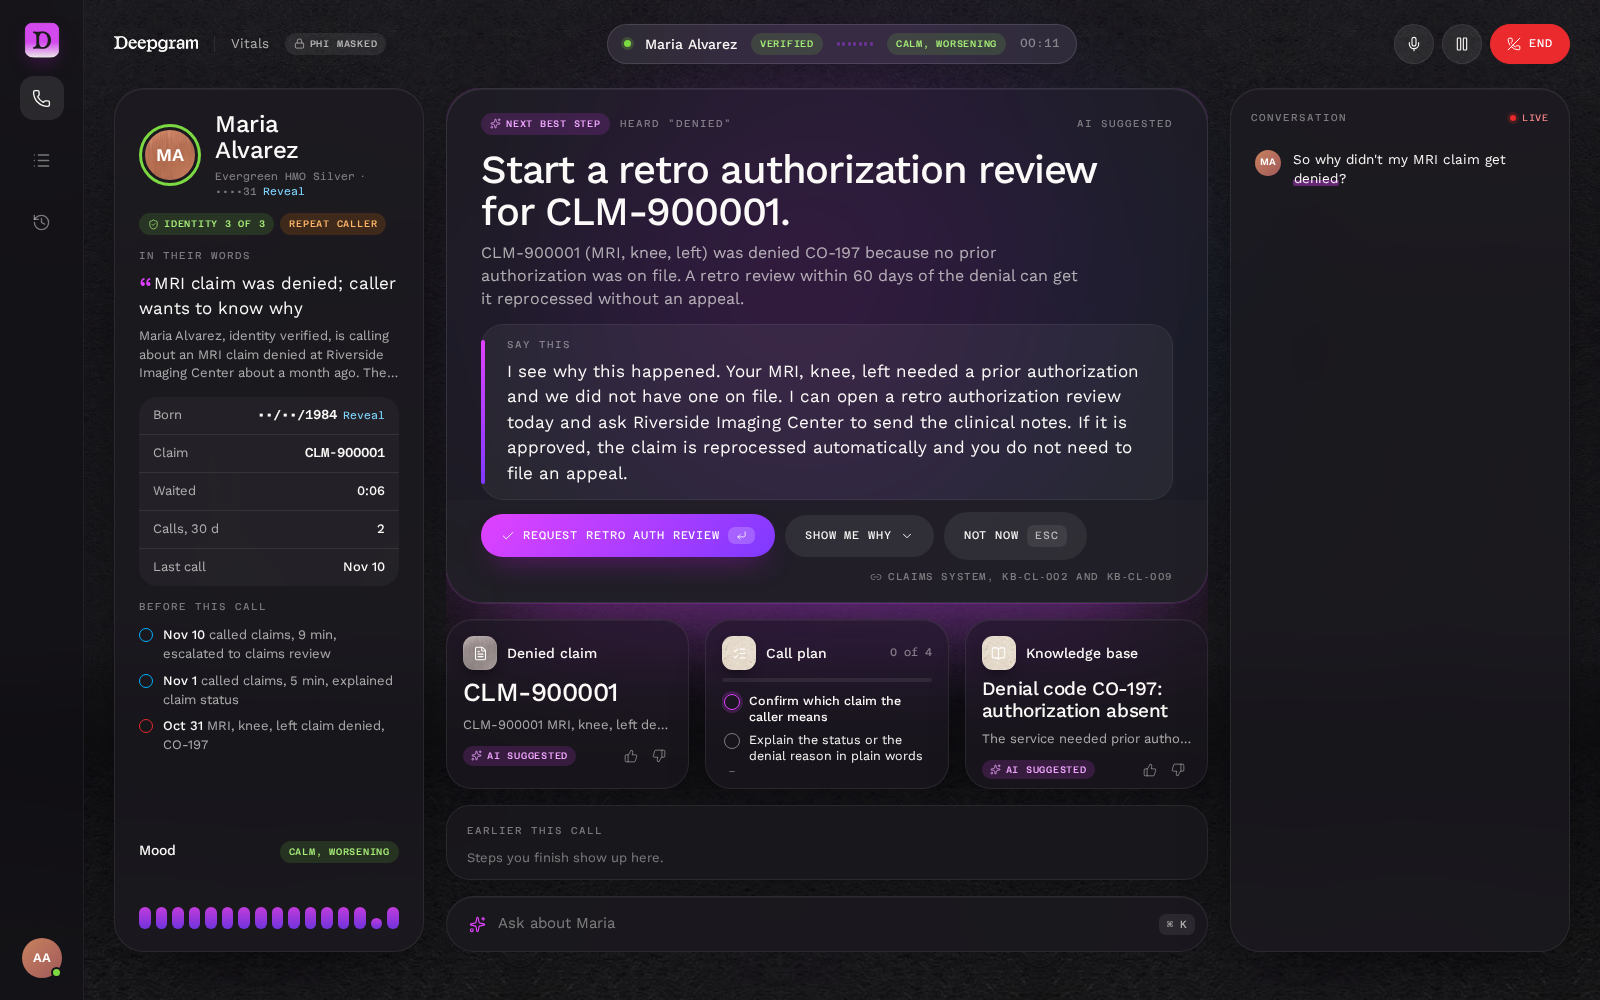 D
Deepgram
Vitals
PHI MASKED
Maria Alvarez
VERIFIED
CALM, WORSENING
00:11
END
MA
Maria
Alvarez
Evergreen HMO Silver ·
••••31 Reveal
IDENTITY 3 OF 3
REPEAT CALLER
IN THEIR WORDS
“MRI claim was denied; caller
wants to know why
Maria Alvarez, identity verified, is calling
about an MRI claim denied at Riverside
Imaging Center about a month ago. The...
Born ••/••/1984 Reveal
Claim CLM-900001
Waited 0:06
Calls, 30 d 2
Last call Nov 10
BEFORE THIS CALL
Nov 10 called claims, 9 min,
escalated to claims review
Nov 1 called claims, 5 min, explained
claim status
Oct 31 MRI, knee, left claim denied,
CO-197
Mood
CALM, WORSENING
AA
NEXT BEST STEP
HEARD "DENIED"
AI SUGGESTED
Start a retro authorization review
for CLM-900001.
CLM-900001 (MRI, knee, left) was denied CO-197 because no prior
authorization was on file. A retro review within 60 days of the denial can get
it reprocessed without an appeal.
SAY THIS
I see why this happened. Your MRI, knee, left needed a prior authorization
and we did not have one on file. I can open a retro authorization review
today and ask Riverside Imaging Center to send the clinical notes. If it is
approved, the claim is reprocessed automatically and you do not need to
file an appeal.
REQUEST RETRO AUTH REVIEW
SHOW ME WHY
NOT NOW ESC
CLAIMS SYSTEM, KB-CL-002 AND KB-CL-009
Denied claim
CLM-900001
CLM-900001 MRI, knee, left de...
AI SUGGESTED
Call plan
0 of 4
Confirm which claim the
caller means
Explain the status or the
denial reason in plain words
Knowledge base
Denial code CO-197:
authorization absent
The service needed prior autho...
AI SUGGESTED
EARLIER THIS CALL
Steps you finish show up here.
Ask about Maria
⌘ K
CONVERSATION
LIVE
MA
So why didn't my MRI claim get
denied?